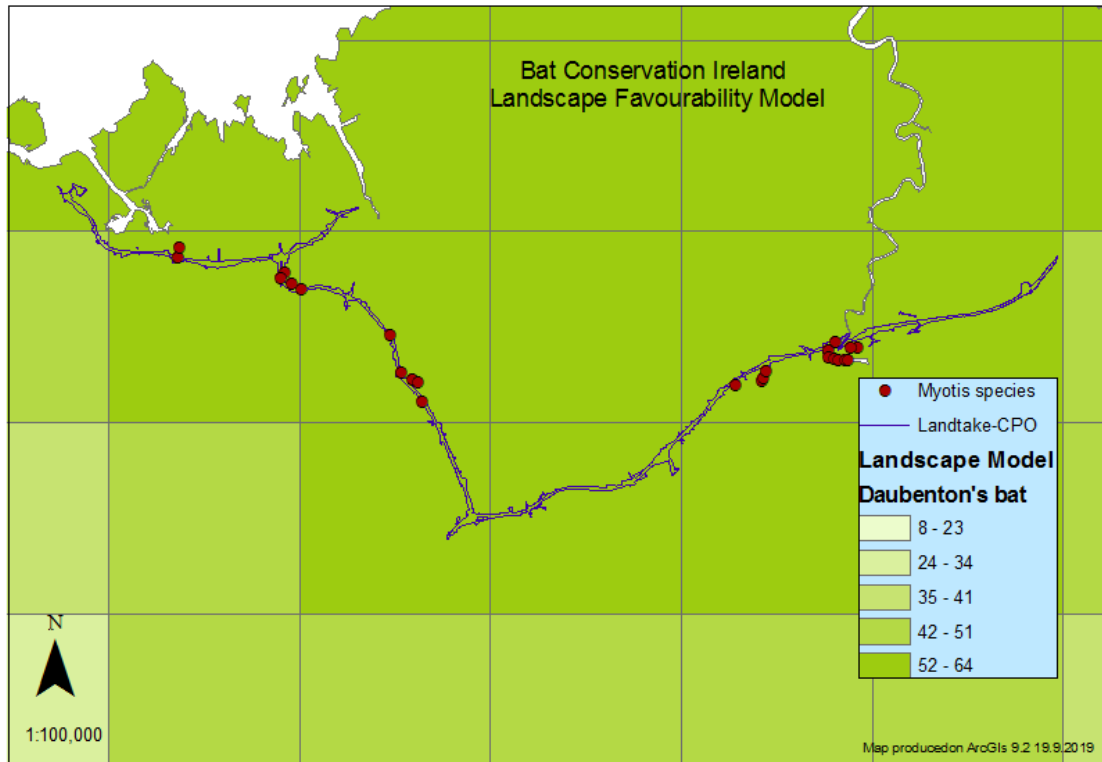 Bat Conservation Ireland
Landscape Favourability Model
Myotis species
Landtake-CPO
Landscape Model
Daubenton's bat
8 - 23
24 - 34
35 - 41
42 - 51
52 - 64
N
1:100,000
Map producedon ArcGIs 9.2 19.9.2019